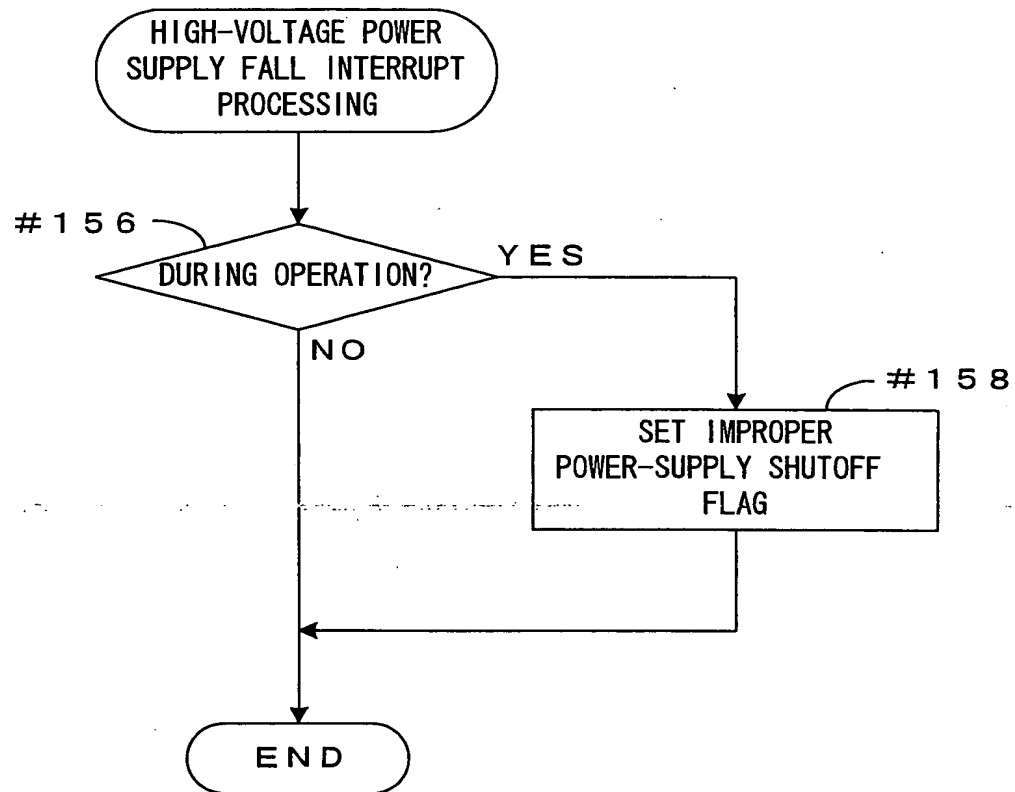 HIGH-VOLTAGE POWER
SUPPLY FALL INTERRUPT
PROCESSING
#156
DURING OPERATION?
YES
NO
#158
SET IMPROPER
POWER-SUPPLY SHUTOFF
FLAG
END